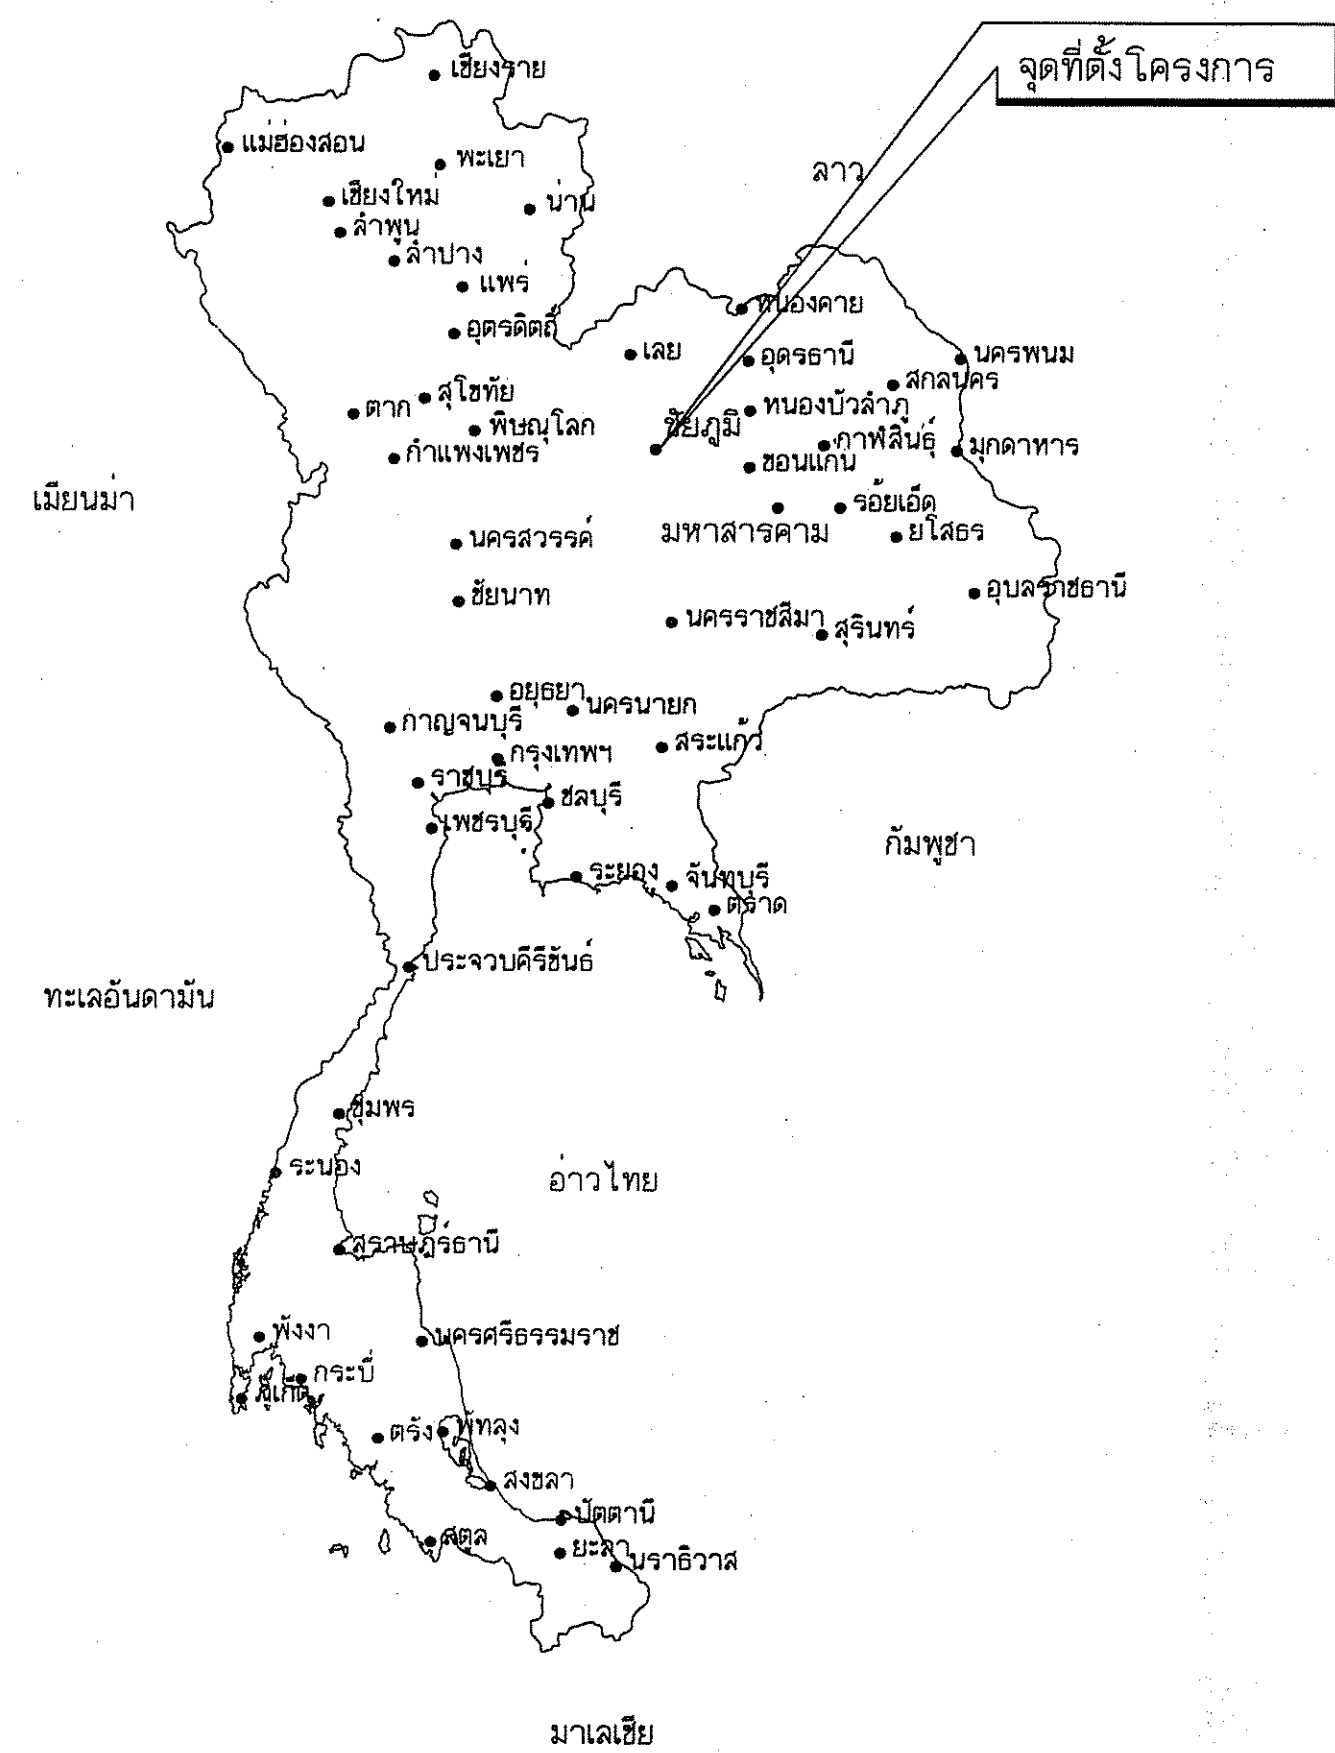 เชียงราย
จุดที่ตั้งโครงการ
แม่ฮ่องสอน
พะเยา
ลาว
เชียงใหม่
น่าน
ลำพูน
ลำปาง
แพร่
หนองคาย
อุตรดิตถ์
เลย
อุดรธานี
นครพนม
สกลนคร
สุโขทัย
ตาก
หนองบัวลำภู
พิษณุโลก
ชัยภูมิ
กาฬสินธุ์
มุกดาหาร
กำแพงเพชร
ขอนแก่น
เมียนม่า
ร้อยเอ็ด
มหาสารคาม
ยโสธร
นครสวรรค์
ชัยนาท
อุบลราชธานี
นครราชสีมา
สุรินทร์
อยุธยา
นครนายก
กาญจนบุรี
สระแก้ว
กรุงเทพฯ
ราชบุรี
ชลบุรี
เพชรบุรี
กัมพูชา
ระยอง
จันทบุรี
ตราด
ประจวบคีรีขันธ์
ทะเลอันดามัน
ชุมพร
ระนอง
อ่าวไทย
สุราษฎร์ธานี
พังงา
นครศรีธรรมราช
กระบี่
ภูเก็ต
ตรัง
พัทลุง
สงขลา
ปัตตานี
สตูล
ยะลา
นราธิวาส
มาเลเซีย